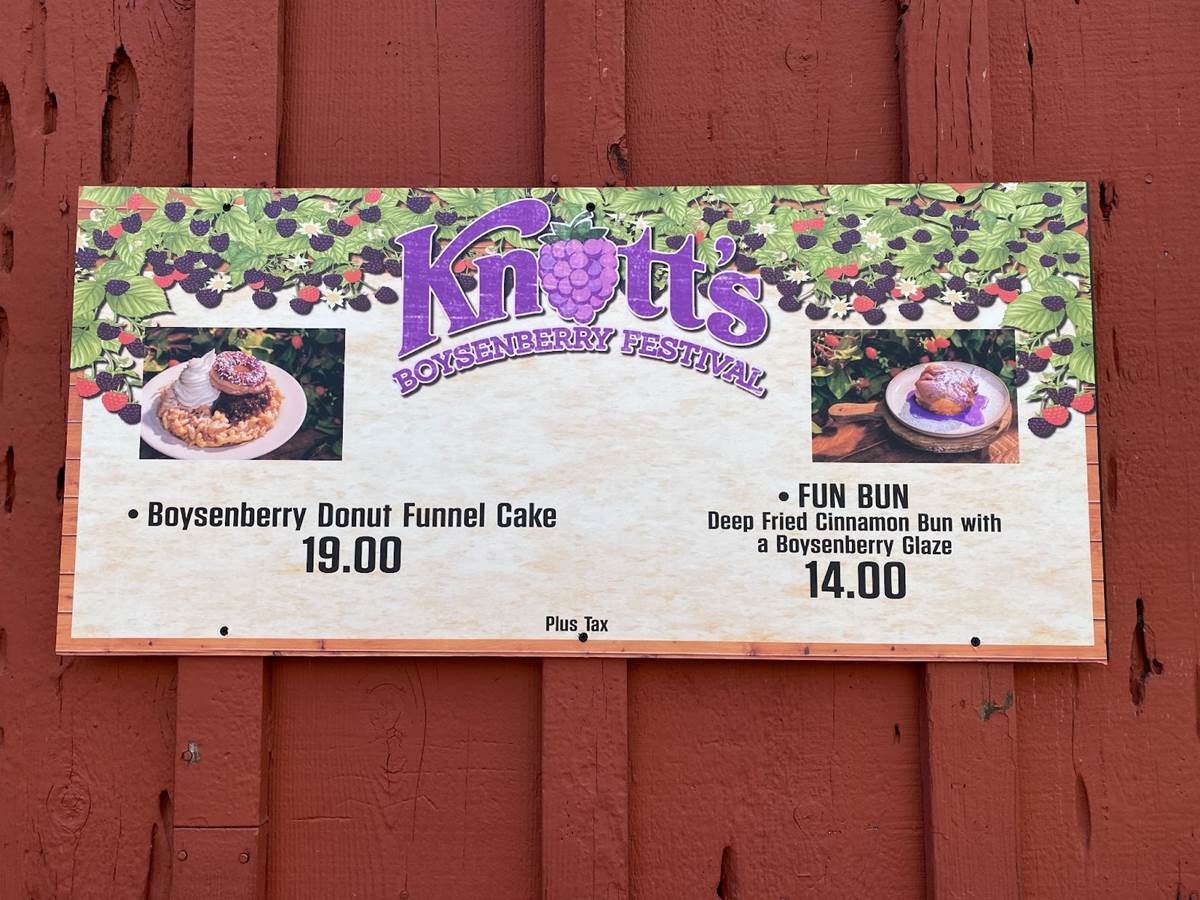 Knott's
BOYSENBERRY FESTIVAL
• Boysenberry Donut Funnel Cake
19.00
• FUN BUN
Deep Fried Cinnamon Bun with
a Boysenberry Glaze
14.00
Plus Tax